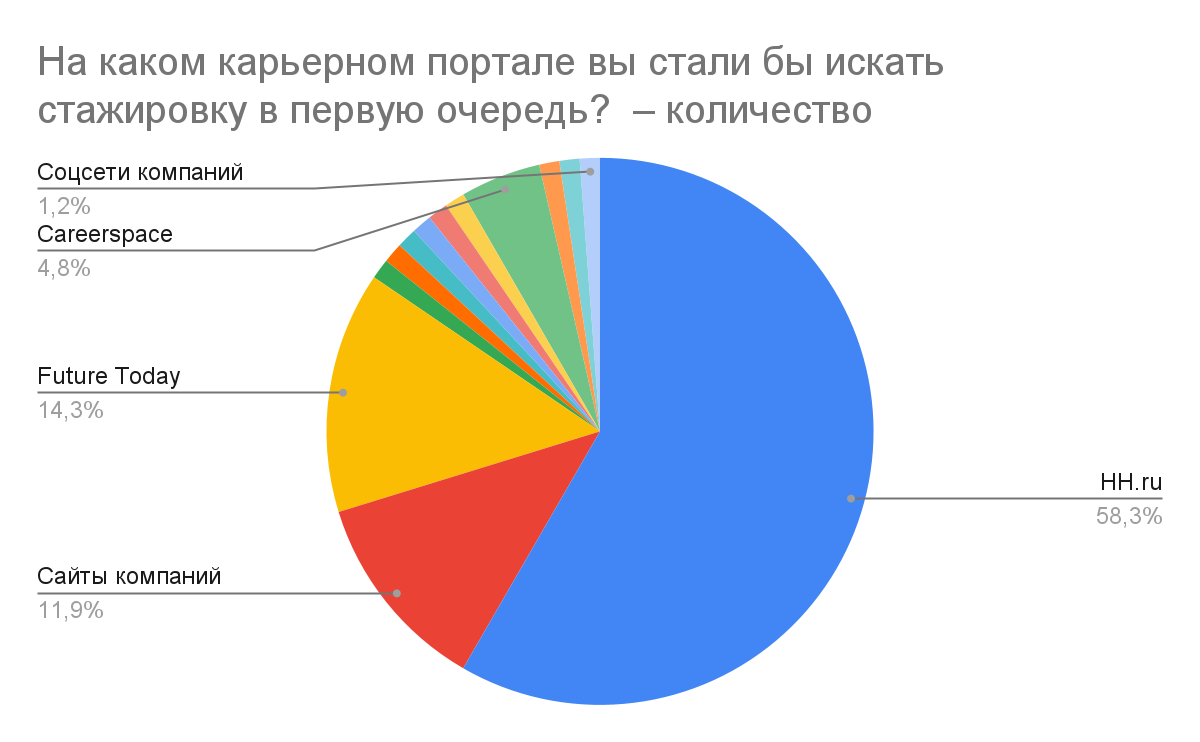 На каком карьерном портале вы стали бы искать
стажировку в первую очередь?  – количество
Соцсети компаний
1,2%
Careerspace
4,8%
Future Today
14,3%
HH.ru
58,3%
Сайты компаний
11,9%